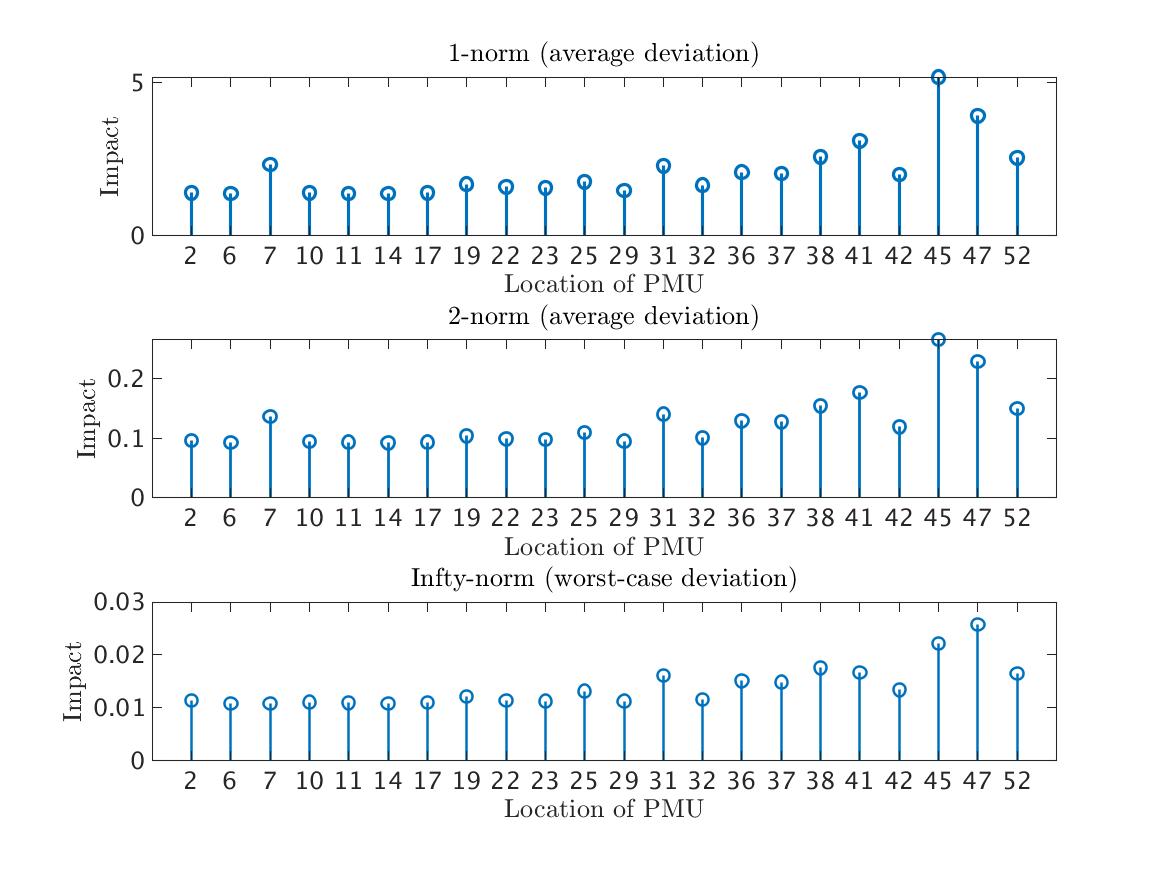 1-norm (average deviation)
5
0
Impact
2 6 7 10 11 14 17 19 22 23 25 29 31 32 36 37 38 41 42 45 47 52
Location of PMU
2-norm (average deviation)
0.2
0.1
0
Impact
2 6 7 10 11 14 17 19 22 23 25 29 31 32 36 37 38 41 42 45 47 52
Location of PMU
Infty-norm (worst-case deviation)
0.03
0.02
0.01
0
Impact
2 6 7 10 11 14 17 19 22 23 25 29 31 32 36 37 38 41 42 45 47 52
Location of PMU